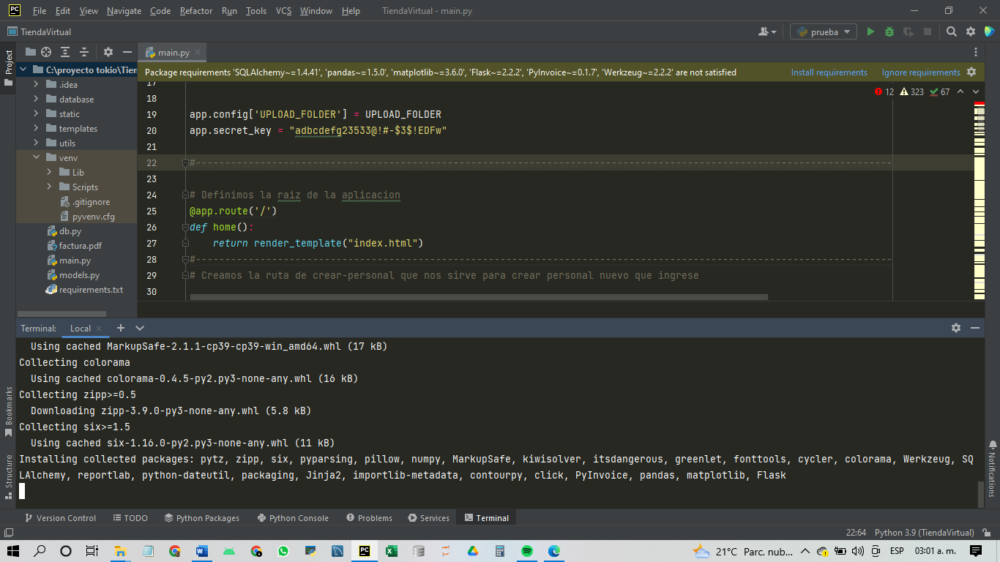 PC File Edit View Navigate Code Refactor Run Tools VCS Window Help TiendaVirtual - main.py
TiendaVirtual prueba
Project main.py
C:\proyecto tokio\Tien
Package requirements 'SQLAlchemy~=1.4.41', 'pandas~=1.5.0', 'matplotlib~=3.6.0', 'Flask~=2.2.2', 'PyInvoice~=0.1.7', 'Werkzeug~=2.2.2' are not satisfied Install requirements Ignore requirements
.idea
database
static
templates
utils
venv
Lib
Scripts
.gitignore
pyvenv.cfg
db.py
factura.pdf
main.py
models.py
requirements.txt
12 323 67
17
18
19 app.config['UPLOAD_FOLDER'] = UPLOAD_FOLDER
20 app.secret_key = "adbcdefg23533@!#-$3$!EDFw"
21
22 #-----------------------------------------------------------------------------------------------------------------------
23
24 # Definimos la raiz de la aplicacion
25 @app.route('/')
26 def home():
27 return render_template("index.html")
28 #-----------------------------------------------------------------------------------------------------------------------
29 # Creamos la ruta de crear-personal que nos sirve para crear personal nuevo que ingrese
30
Terminal: Local
Using cached MarkupSafe-2.1.1-cp39-cp39-win_amd64.whl (17 kB)
Collecting colorama
Using cached colorama-0.4.5-py2.py3-none-any.whl (16 kB)
Collecting zipp>=0.5
Downloading zipp-3.9.0-py3-none-any.whl (5.8 kB)
Collecting six>=1.5
Using cached six-1.16.0-py2.py3-none-any.whl (11 kB)
Installing collected packages: pytz, zipp, six, pyparsing, pillow, numpy, MarkupSafe, kiwisolver, itsdangerous, greenlet, fonttools, cycler, colorama, Werkzeug, SQ
LAlchemy, reportlab, python-dateutil, packaging, Jinja2, importlib-metadata, contourpy, click, PyInvoice, pandas, matplotlib, Flask
Bookmarks
Structure
Notifications
Version Control TODO Python Packages Python Console Problems Services Terminal
22:64 Python 3.9 (TiendaVirtual)
21°C Parc. nub... ESP 03:01 a. m.